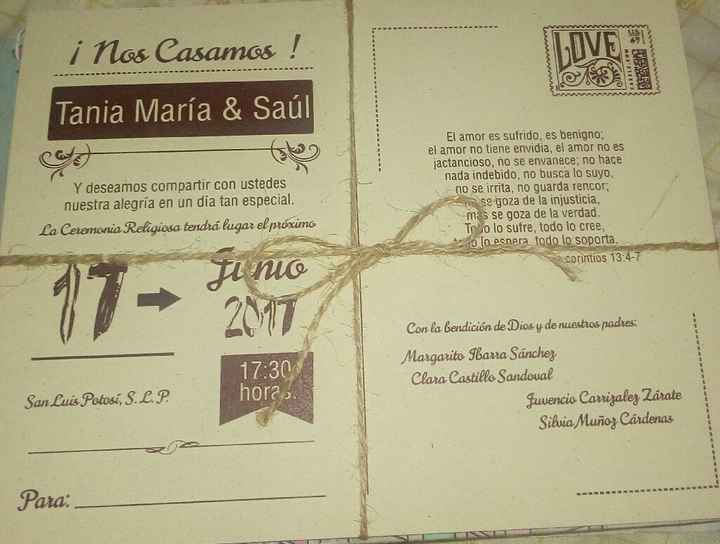 ¡ Nos Casamos !
Tania María & Saúl
Y deseamos compartir con ustedes
nuestra alegría en un día tan especial.
La Ceremonia Religiosa tendrá lugar el próximo
17 Junio
2017
17:30
horas.
San Luis Potosí, S. L. P.
Para:
LOVE
El amor es sufrido, es benigno;
el amor no tiene envidia, el amor no es
jactancioso, no se envanece; no hace
nada indebido, no busca lo suyo,
no se irrita, no guarda rencor;
se goza de la injusticia,
mas se goza de la verdad.
Todo lo sufre, todo lo cree,
lo espera, todo lo soporta.
corintios 13:4-7
Con la bendición de Dios y de nuestros padres:
Margarito Ibarra Sánchez
Clara Castillo Sandoval
Juvencio Carrizalez Zárate
Silvia Muñoz Cárdenas